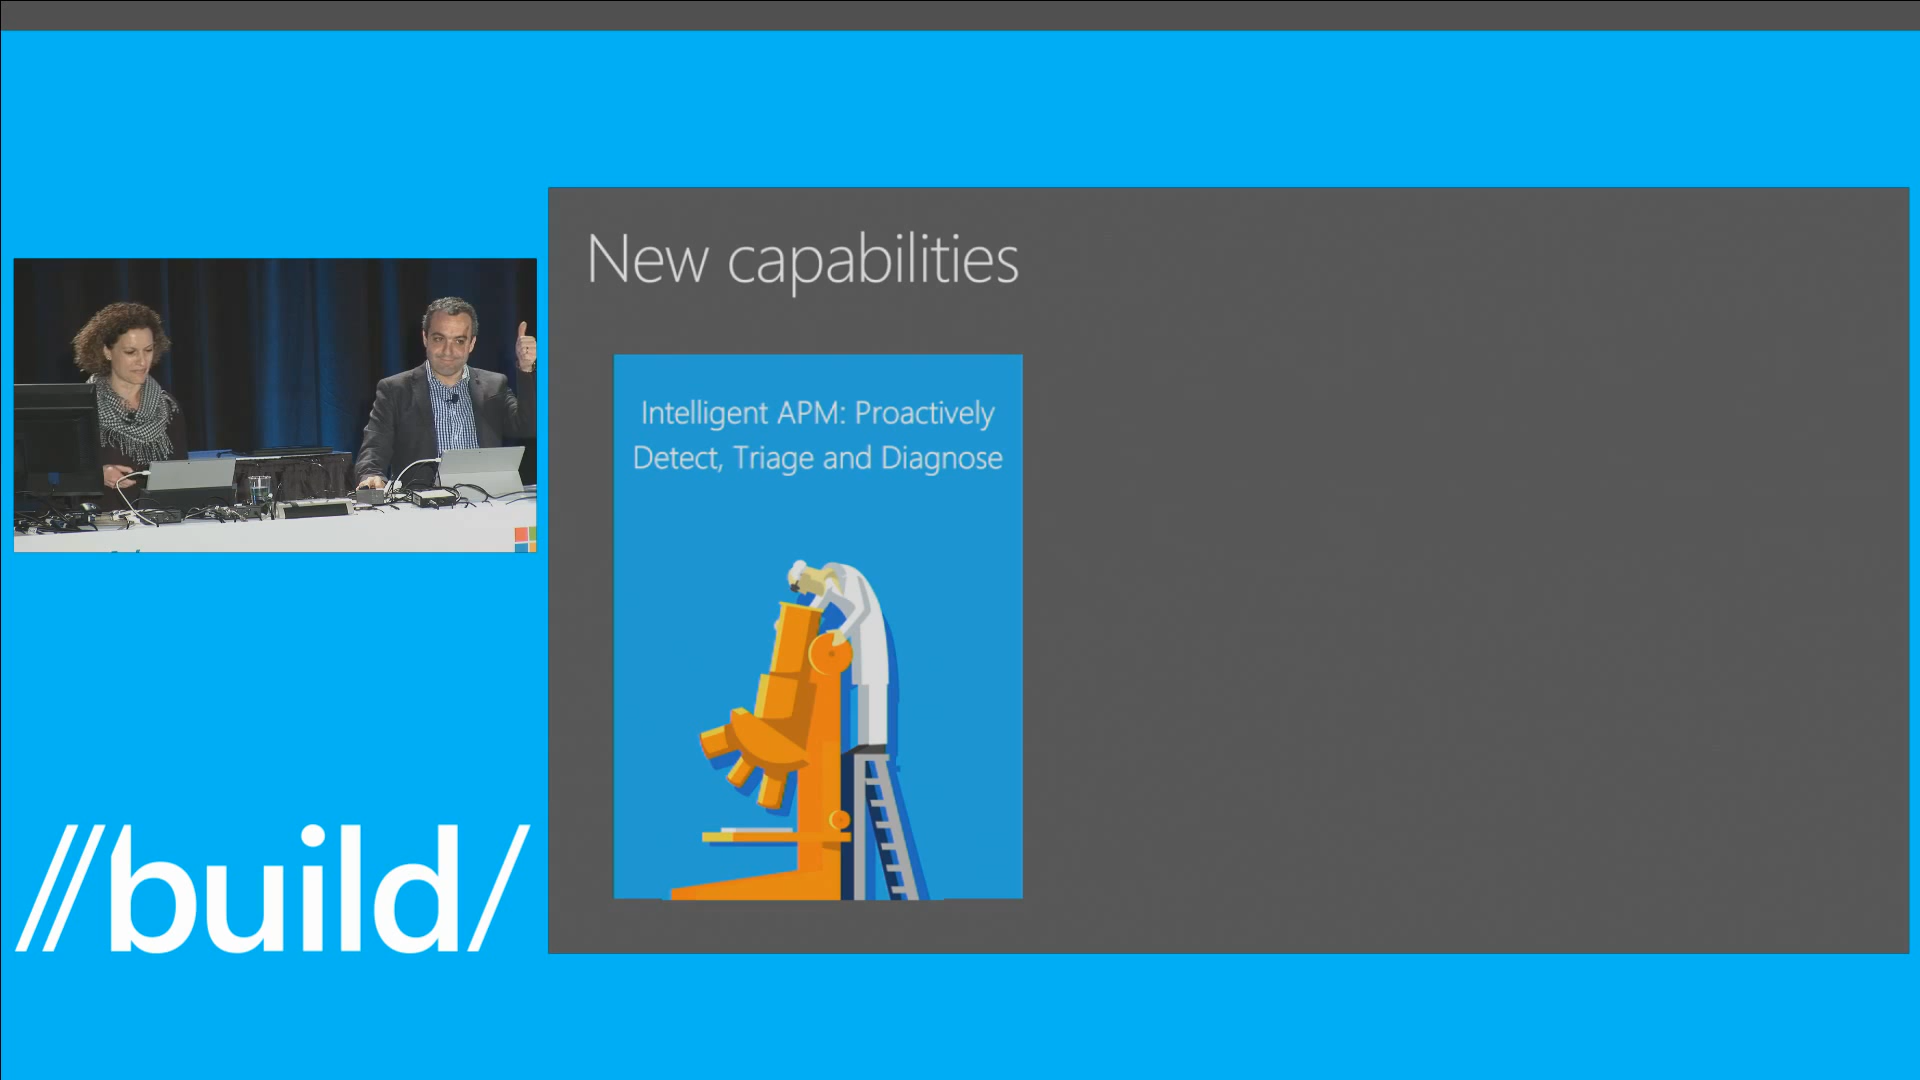 New capabilities
Intelligent APM: Proactively
Detect, Triage and Diagnose
//build/